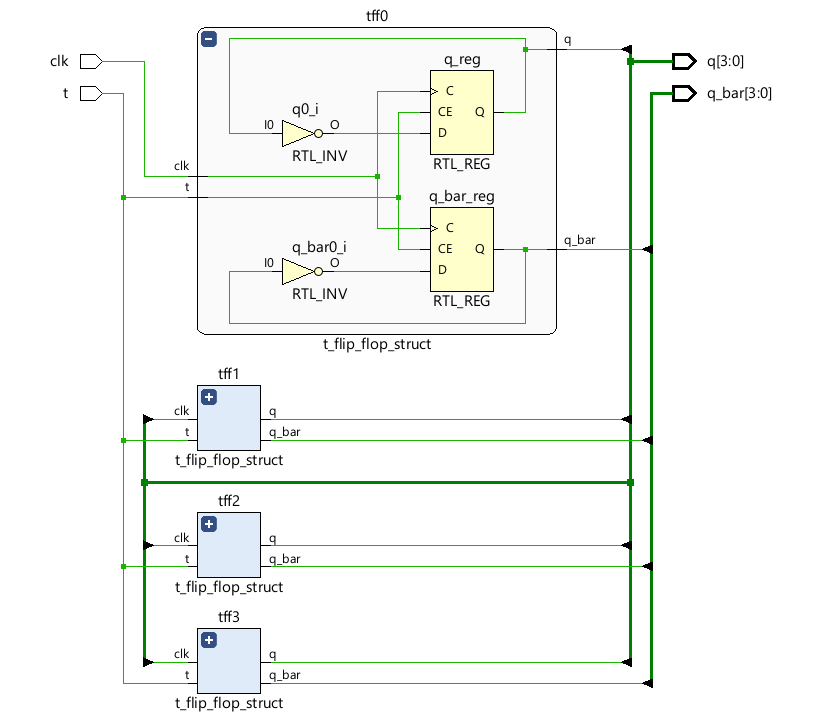 tff0
clk
t
q
q[3:0]
q_bar[3:0]
q_reg
C
CE
Q
D
RTL_REG
q0_i
I0
O
RTL_INV
clk
t
q_bar_reg
C
CE
Q
D
RTL_REG
q_bar
q_bar0_i
I0
O
RTL_INV
t_flip_flop_struct
tff1
clk
q
t
q_bar
t_flip_flop_struct
tff2
clk
q
t
q_bar
t_flip_flop_struct
tff3
clk
q
t
q_bar
t_flip_flop_struct